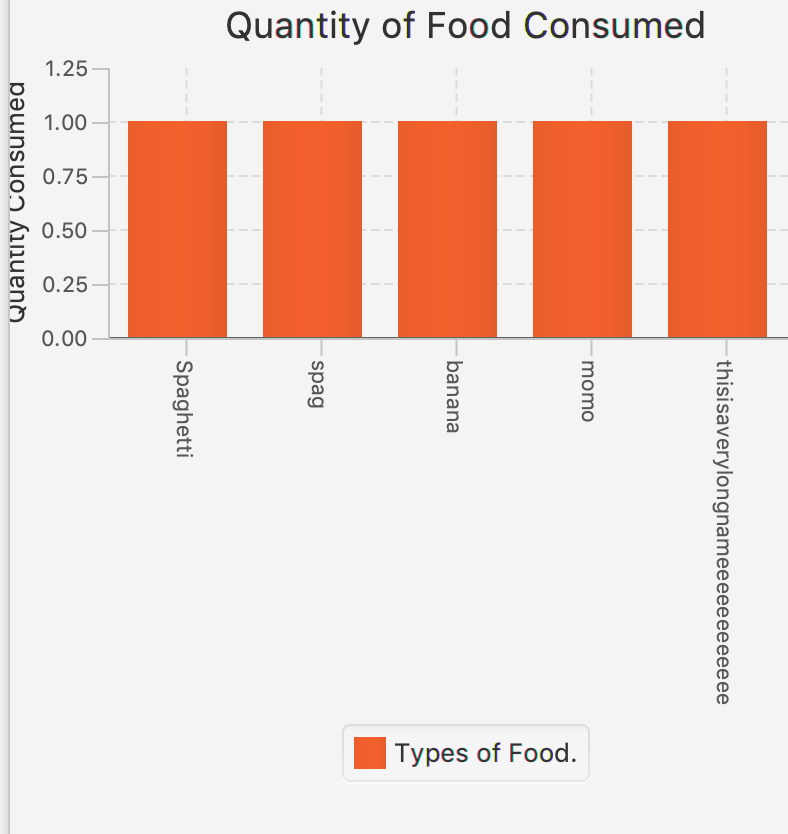 Quantity of Food Consumed
Quantity Consumed
1.25
1.00
0.75
0.50
0.25
0.00
Spaghetti
spag
banana
momo
thisisaverylongnameeeeeeeeeeeee
Types of Food.